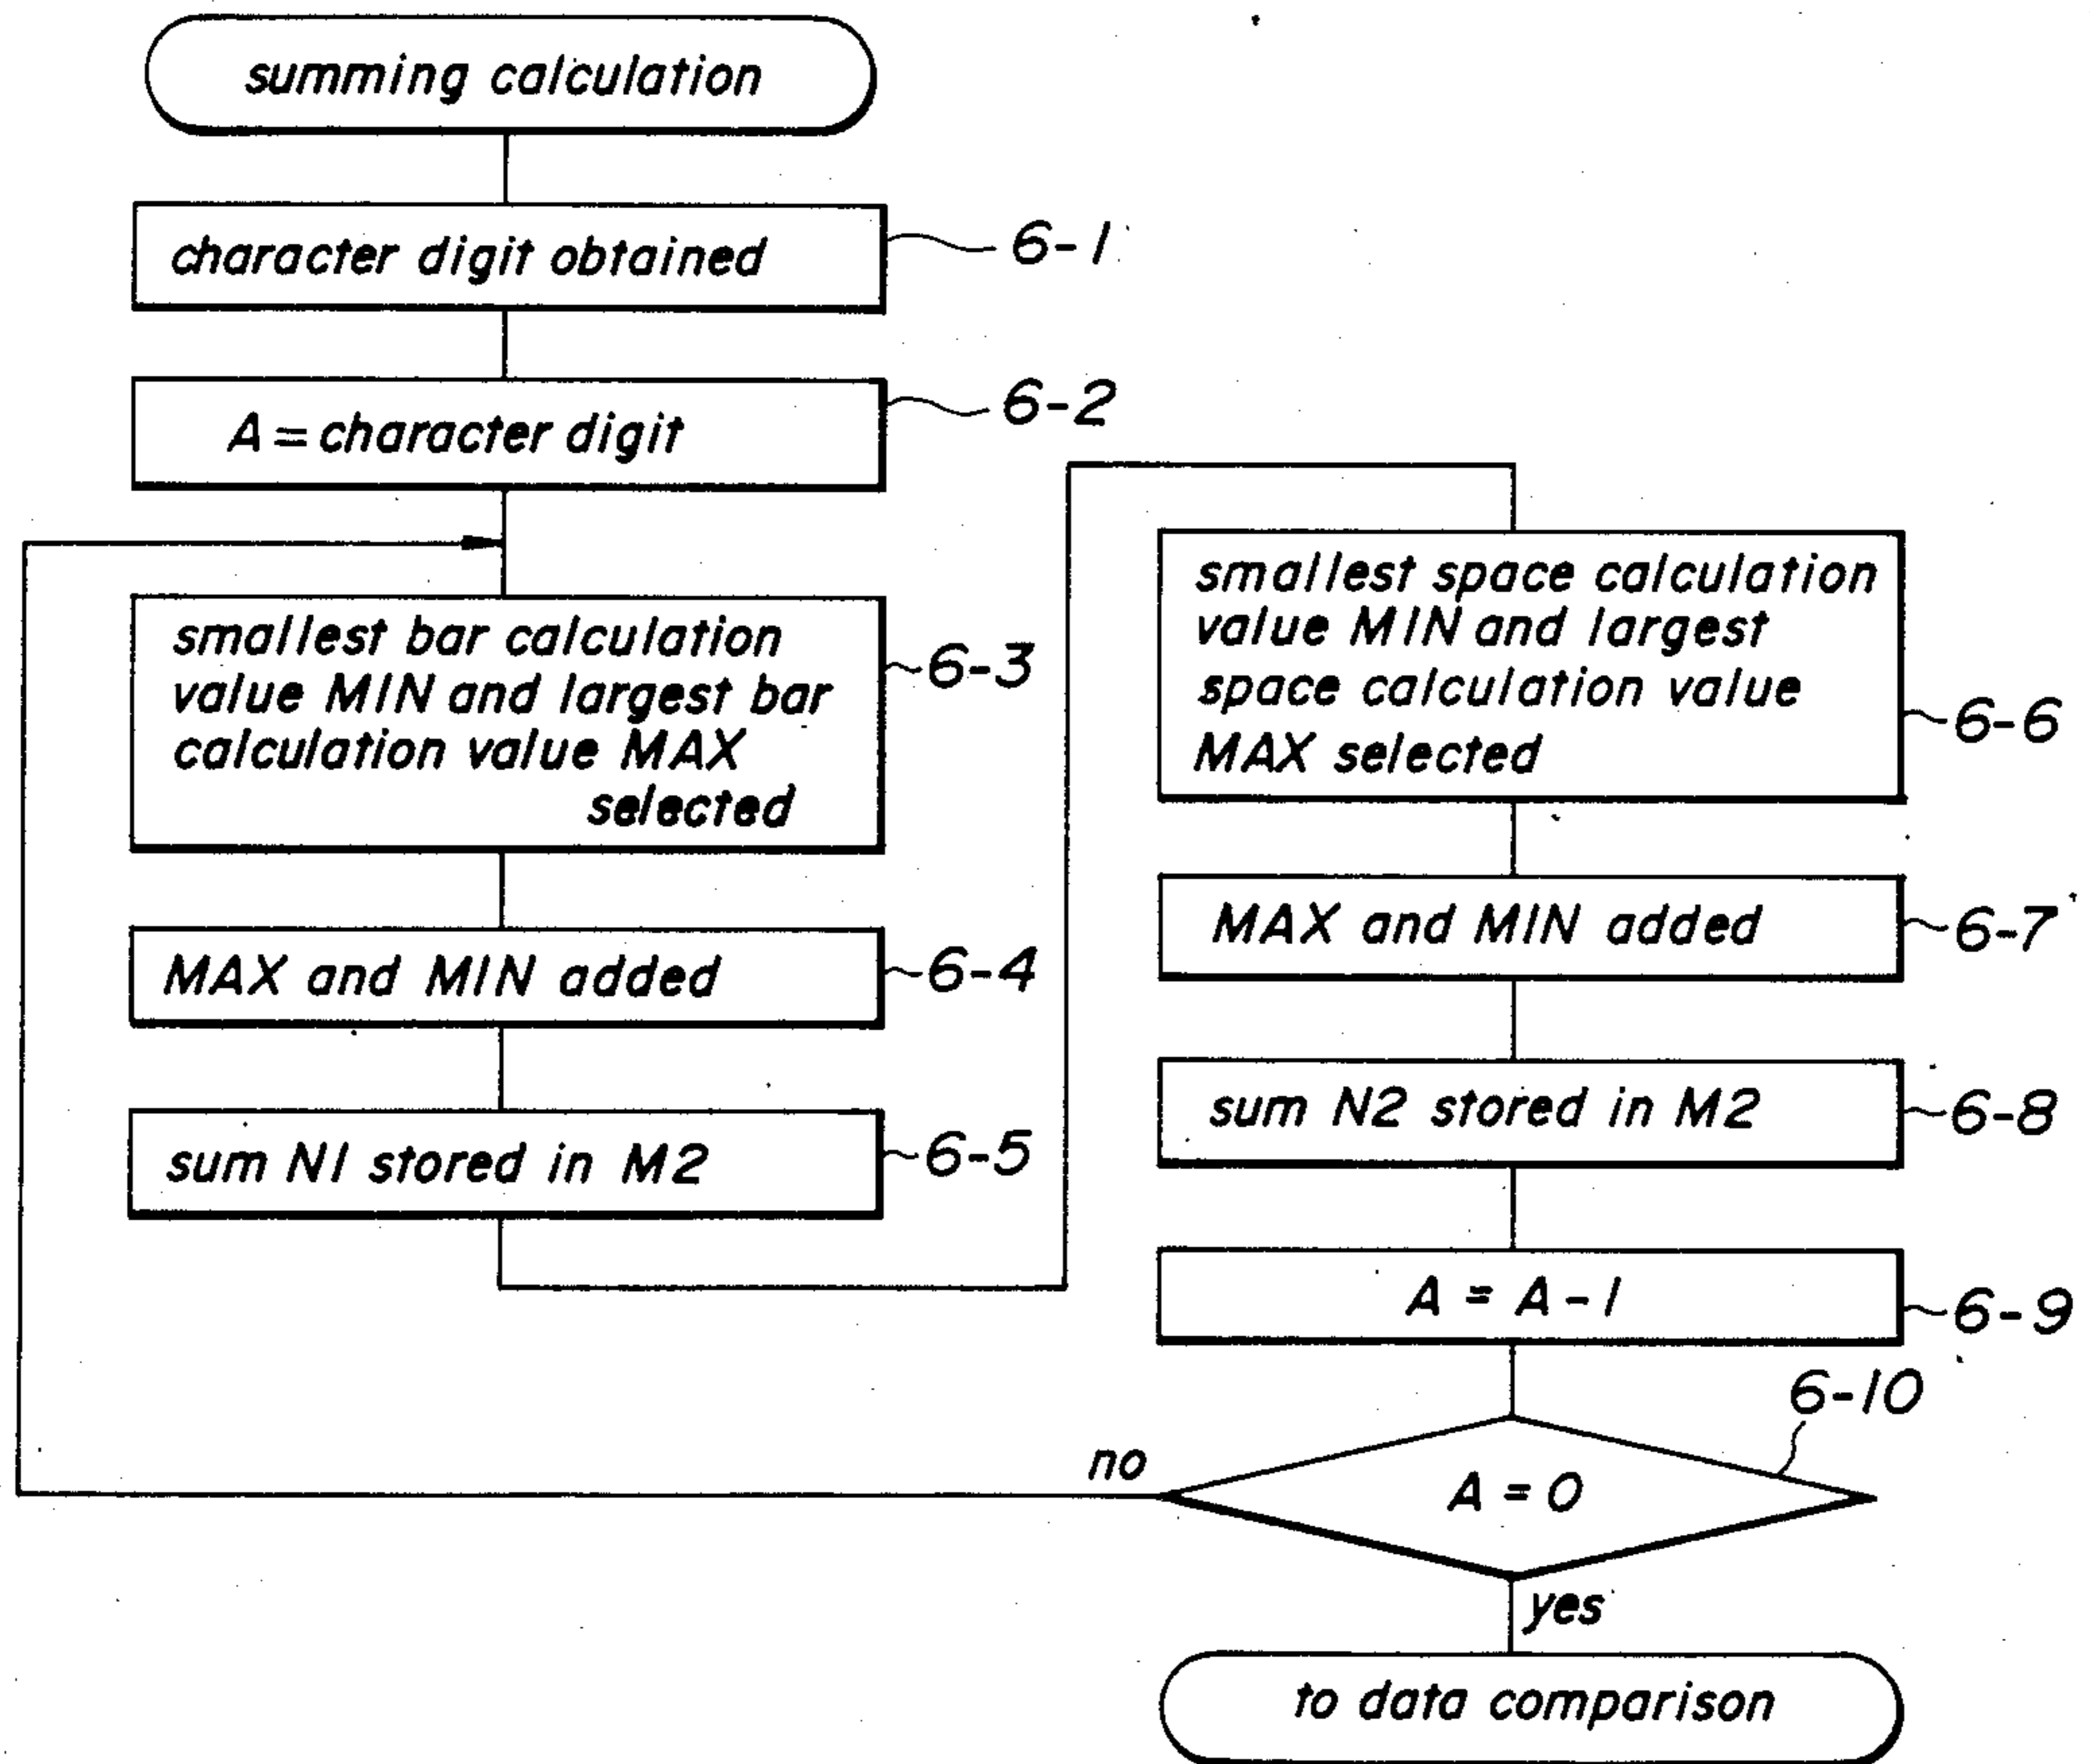 summing calculation
character digit obtained
6-1
A = character digit
6-2
smallest bar calculation
value MIN and largest bar
calculation value MAX
selected
6-3
MAX and MIN added
6-4
sum N1 stored in M2
6-5
smallest space calculation
value MIN and largest
space calculation value
MAX selected
6-6
MAX and MIN added
6-7
sum N2 stored in M2
6-8
A = A - 1
6-9
6-10
A = 0
no
yes
to data comparison